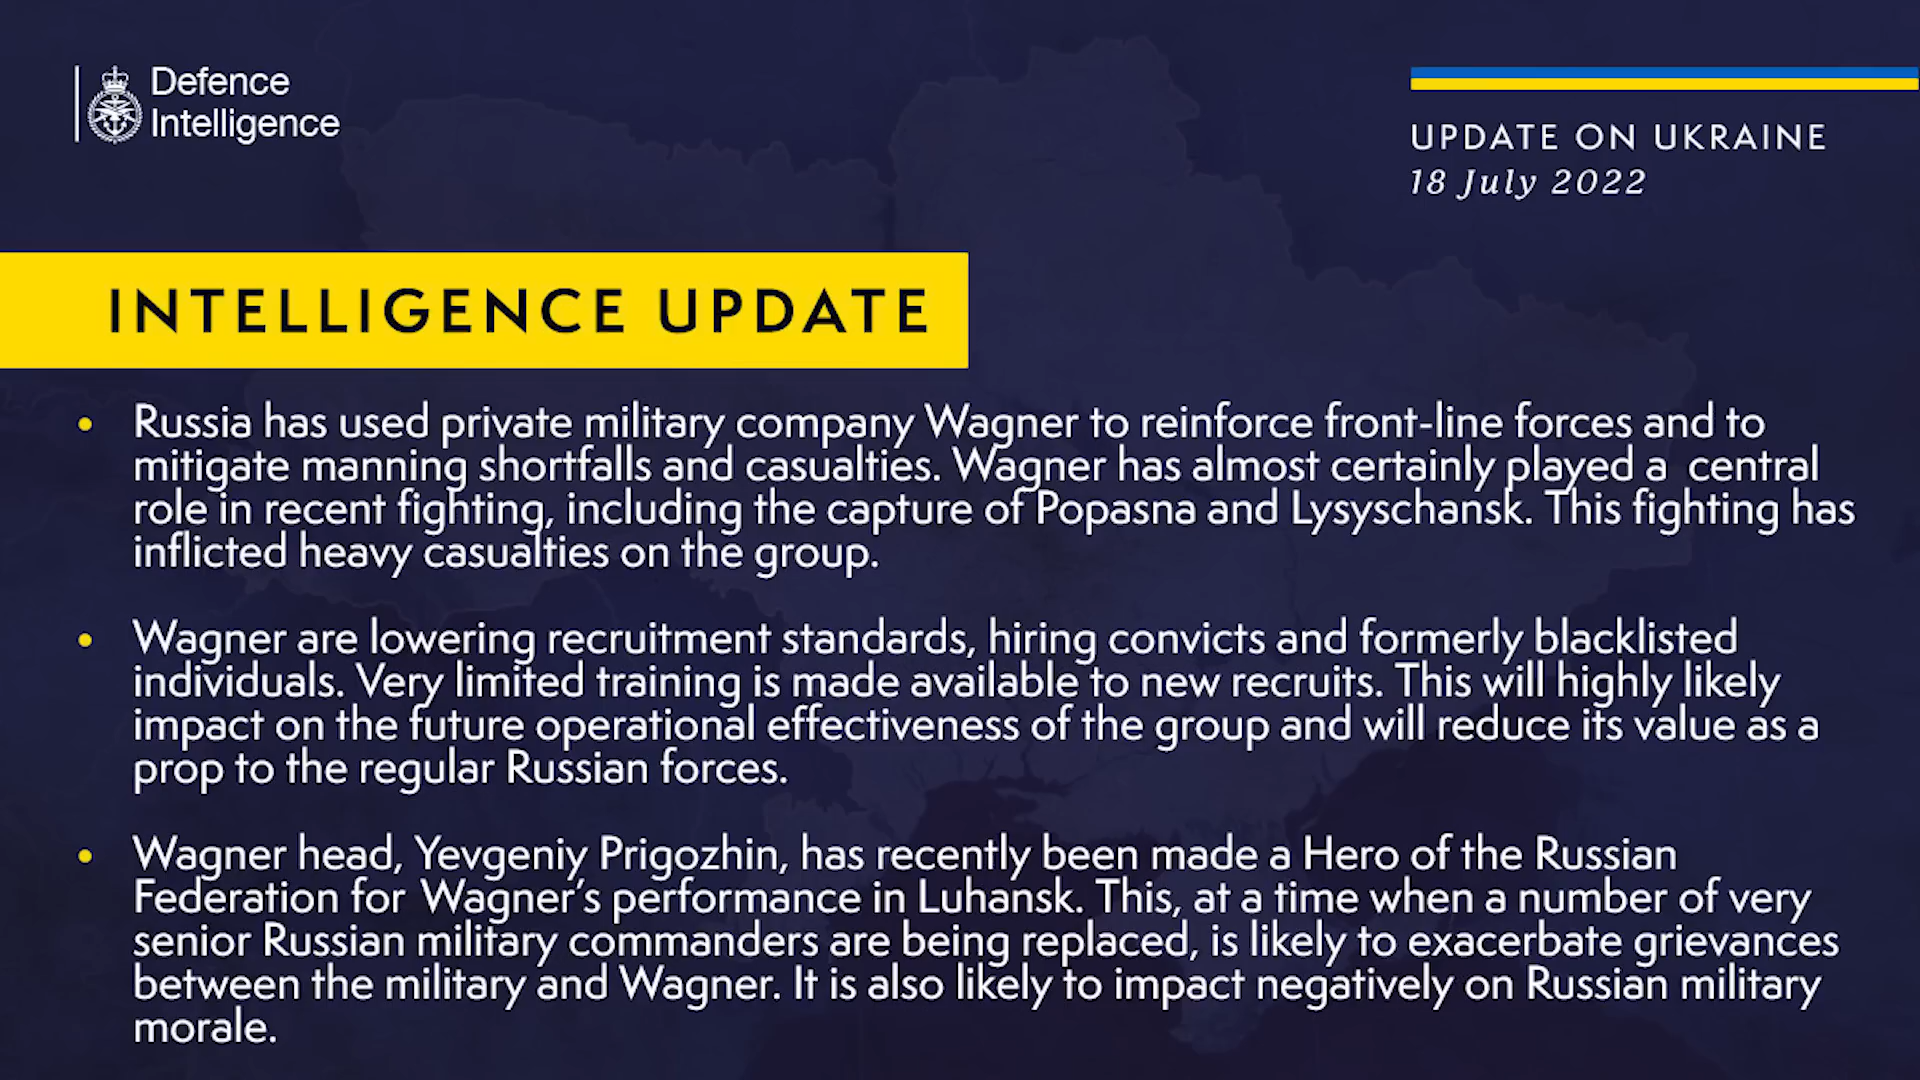 Defence
Intelligence
UPDATE ON UKRAINE
18 July 2022
INTELLIGENCE UPDATE
• Russia has used private military company Wagner to reinforce front-line forces and to
mitigate manning shortfalls and casualties. Wagner has almost certainly played a central
role in recent fighting, including the capture of Popasna and Lysyschansk. This fighting has
inflicted heavy casualties on the group.
• Wagner are lowering recruitment standards, hiring convicts and formerly blacklisted
individuals. Very limited training is made available to new recruits. This will highly likely
impact on the future operational effectiveness of the group and will reduce its value as a
prop to the regular Russian forces.
• Wagner head, Yevgeniy Prigozhin, has recently been made a Hero of the Russian
Federation for Wagner’s performance in Luhansk. This, at a time when a number of very
senior Russian military commanders are being replaced, is likely to exacerbate grievances
between the military and Wagner. It is also likely to impact negatively on Russian military
morale.